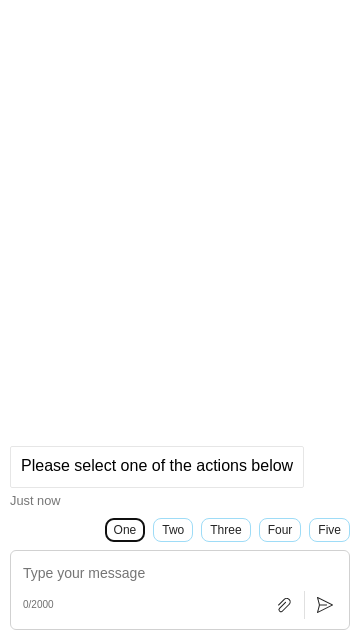 Please select one of the actions below
Just now
One Two Three Four Five
Type your message
0/2000